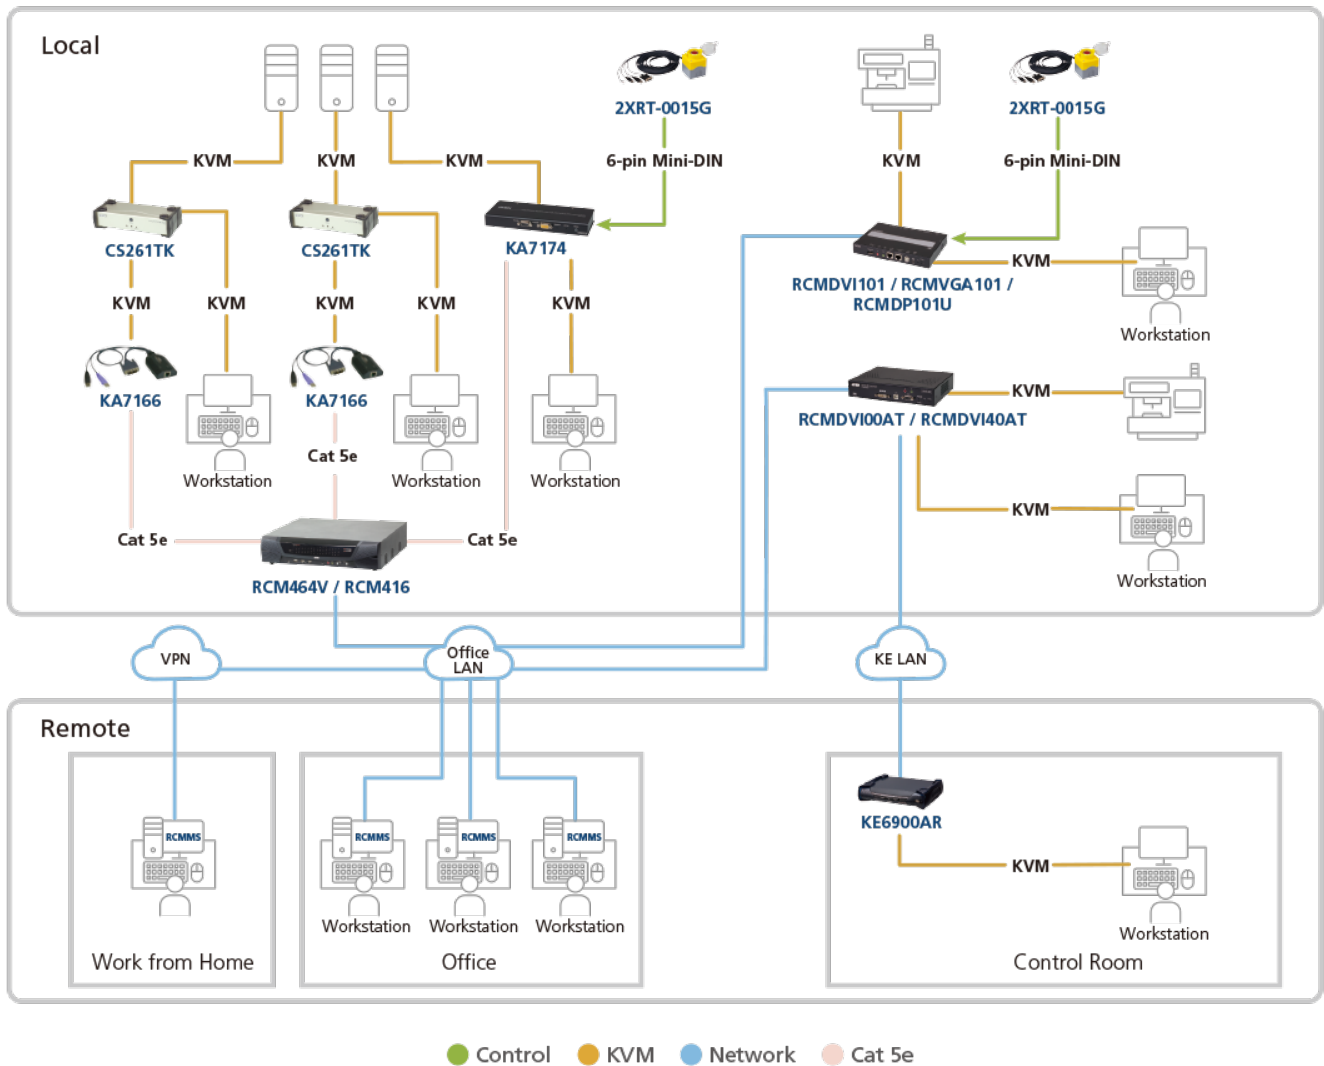 Local
2XRT-0015G
2XRT-0015G
KVM
KVM
KVM
6-pin Mini-DIN
KVM
6-pin Mini-DIN
CS261TK
CS261TK
KA7174
KVM
RCMDVI101 / RCMVGA101 /
RCMDP101U
KVM
KVM
KVM
KVM
KVM
Workstation
KA7166
KA7166
KVM
RCMDVI00AT / RCMDVI40AT
Cat 5e
Workstation
Workstation
Workstation
KVM
Cat 5e
Cat 5e
Workstation
RCM464V / RCM416
VPN
Office
LAN
KE LAN
Remote
RCMMS
RCMMS
RCMMS
RCMMS
KE6900AR
KVM
Workstation
Workstation
Workstation
Workstation
Work from Home
Office
Control Room
Control
KVM
Network
Cat 5e